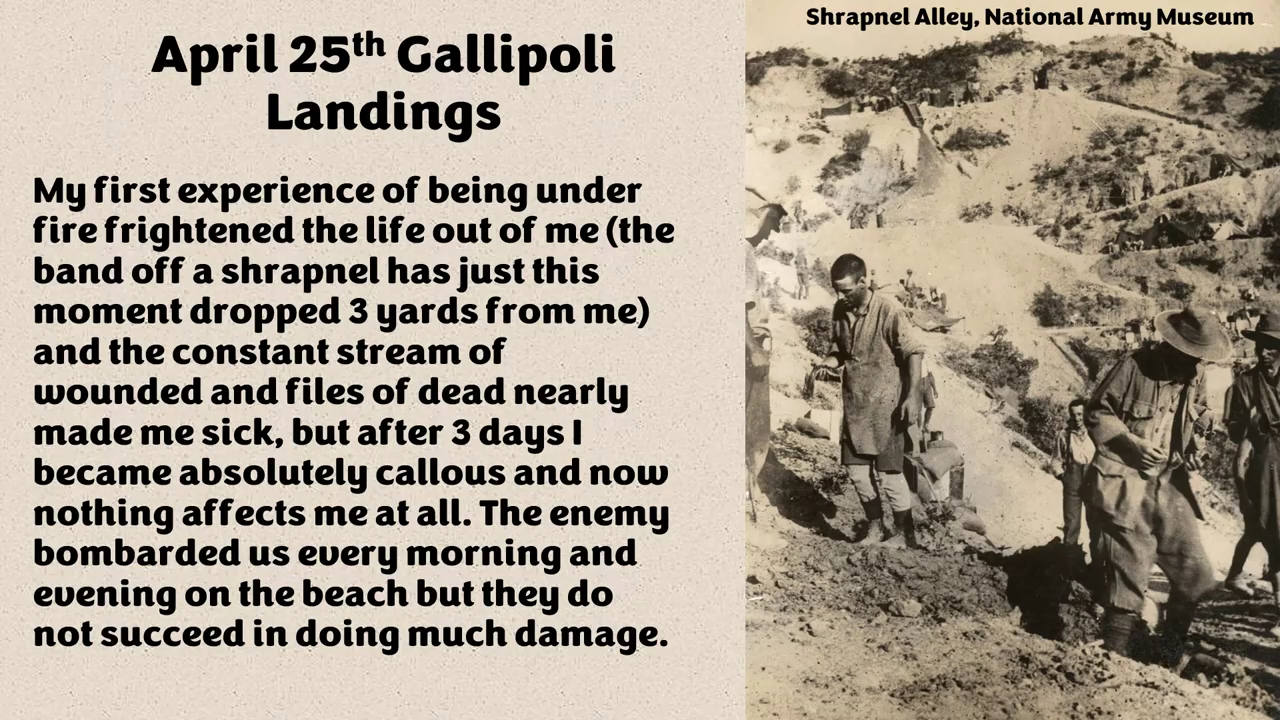 Shrapnel Alley, National Army Museum
April 25th Gallipoli
Landings
My first experience of being under
fire frightened the life out of me (the
band off a shrapnel has just this
moment dropped 3 yards from me)
and the constant stream of
wounded and files of dead nearly
made me sick, but after 3 days I
became absolutely callous and now
nothing affects me at all. The enemy
bombarded us every morning and
evening on the beach but they do
not succeed in doing much damage.